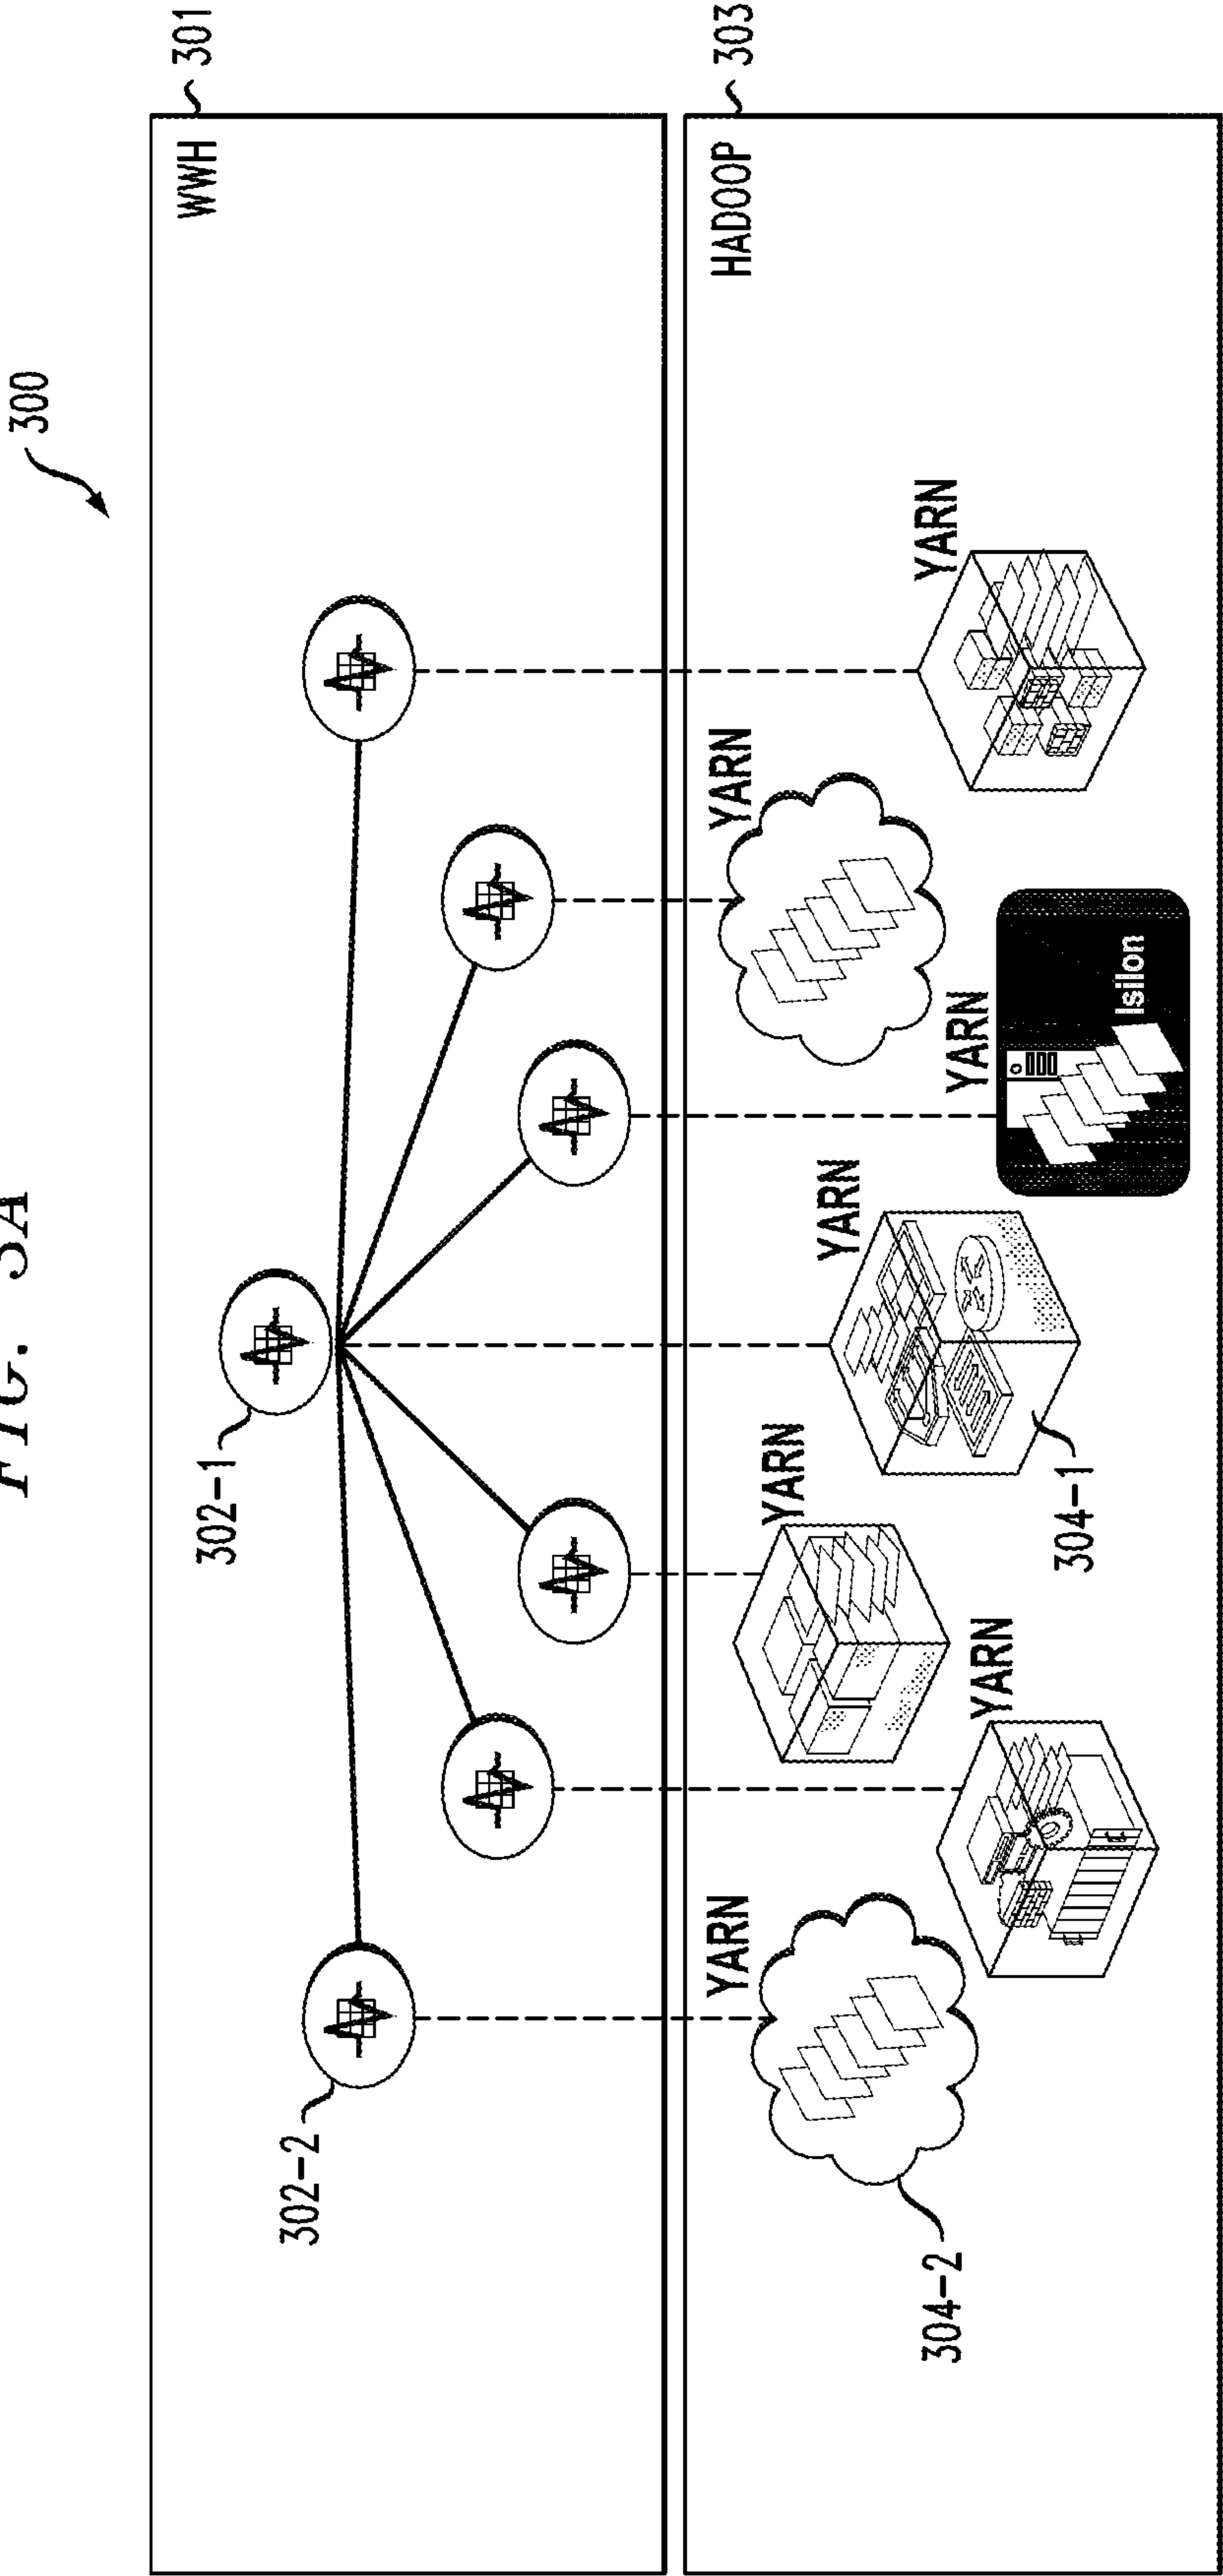 FIG. 3A
300
301
WWH
302-1
302-2
303
HADOOP
YARN
YARN
YARN
YARN
YARN
YARN
YARN
Isilon
304-1
304-2